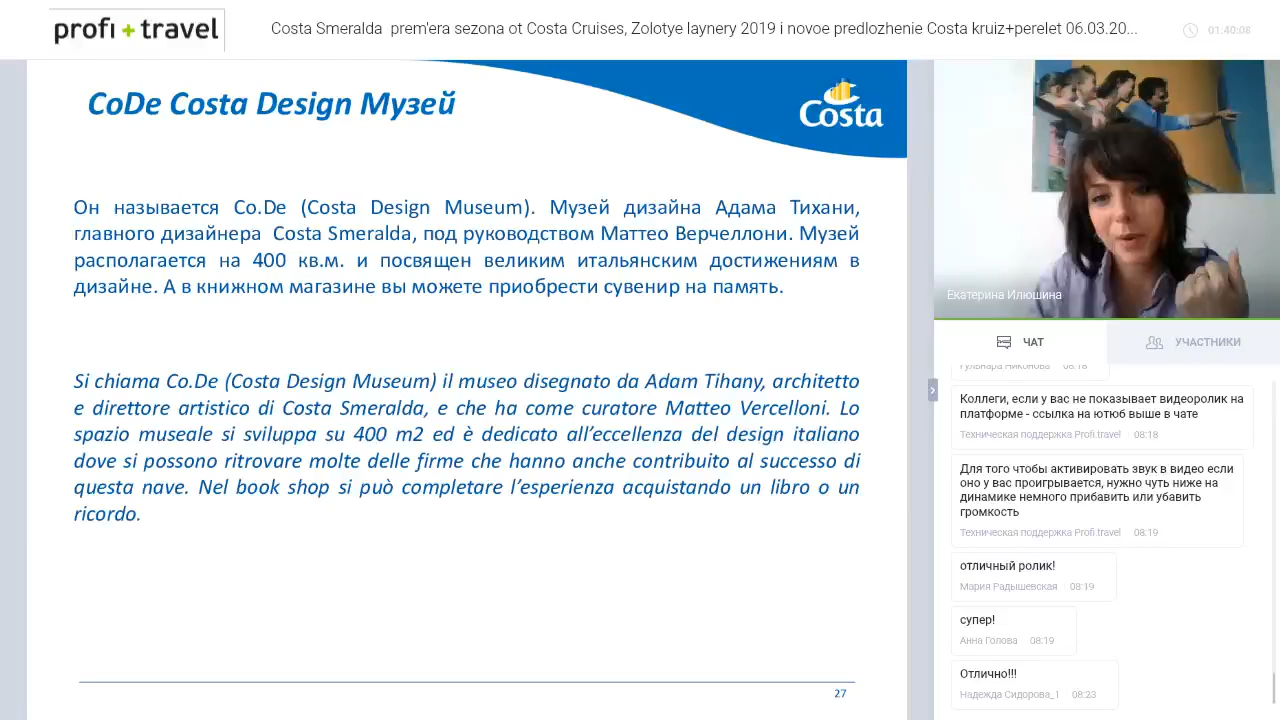 profi + travel
Costa Smeralda prem'era sezona ot Costa Cruises, Zolotye laynery 2019 i novoe predlozhenie Costa kruiz+perelet 06.03.20...
01:40:08
CoDe Costa Design Музей
Costa
Он называется Co.De (Costa Design Museum). Музей дизайна Адама Тихани,
главного дизайнера Costa Smeralda, под руководством Маттео Верчеллони. Музей
располагается на 400 кв.м. и посвящен великим итальянским достижениям в
дизайне. А в книжном магазине вы можете приобрести сувенир на память.
Si chiama Co.De (Costa Design Museum) il museo disegnato da Adam Tihany, architetto
e direttore artistico di Costa Smeralda, e che ha come curatore Matteo Vercelloni. Lo
spazio museale si sviluppa su 400 m2 ed è dedicato all’eccellenza del design italiano
dove si possono ritrovare molte delle firme che hanno anche contribuito al successo di
questa nave. Nel book shop si può completare l’esperienza acquistando un libro o un
ricordo.
27
Екатерина Илюшина
ЧАТ
УЧАСТНИКИ
Гульнара Никонова 08:18
Коллеги, если у вас не показывает видеоролик на
платформе - ссылка на ютюб выше в чате
Техническая поддержка Profi.travel 08:18
Для того чтобы активировать звук в видео если
оно у вас проигрывается, нужно чуть ниже на
динамике немного прибавить или убавить
громкость
Техническая поддержка Profi.travel 08:19
отличный ролик!
Мария Радышевская 08:19
супер!
Анна Голова 08:19
Отлично!!!
Надежда Сидорова_1 08:23